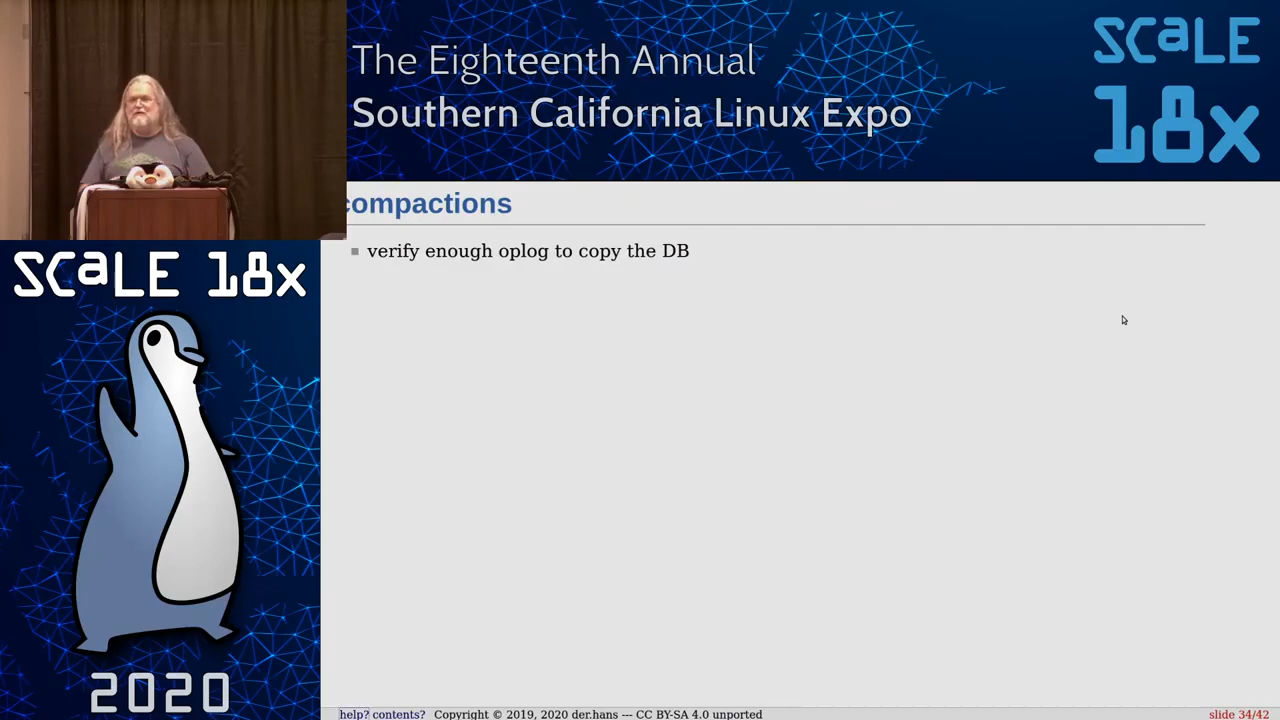 The Eighteenth Annual
Southern California Linux Expo
SCaLE
18x
compactions
verify enough oplog to copy the DB
SCaLE 18x
2020
help? contents? Copyright © 2019, 2020 der.hans --- CC BY-SA 4.0 unported
slide 34/42